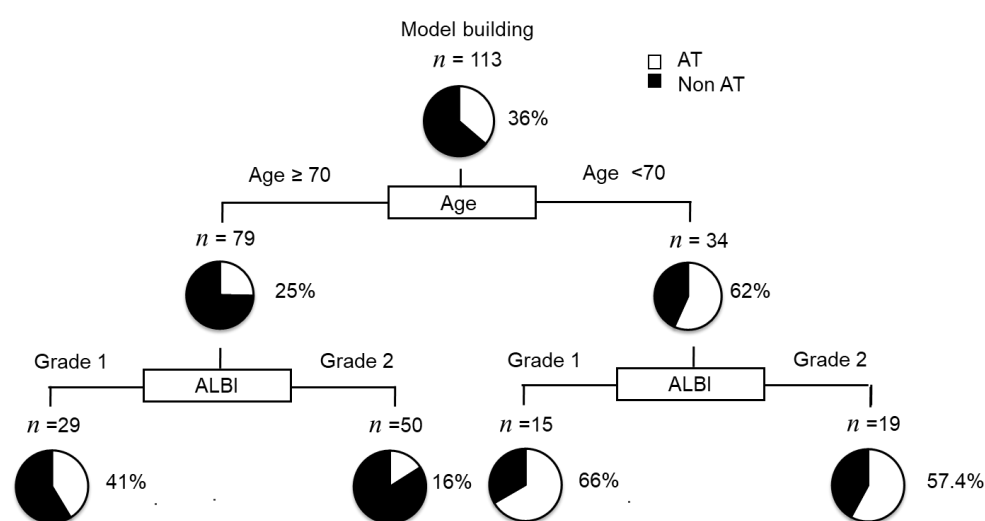 Model building
n = 113
AT
Non AT
36%
Age ≥ 70
Age <70
Age
n = 79
n = 34
25%
62%
Grade 1
Grade 2
Grade 1
Grade 2
ALBI
ALBI
n =29
n =50
n =15
n =19
41%
16%
66%
57.4%